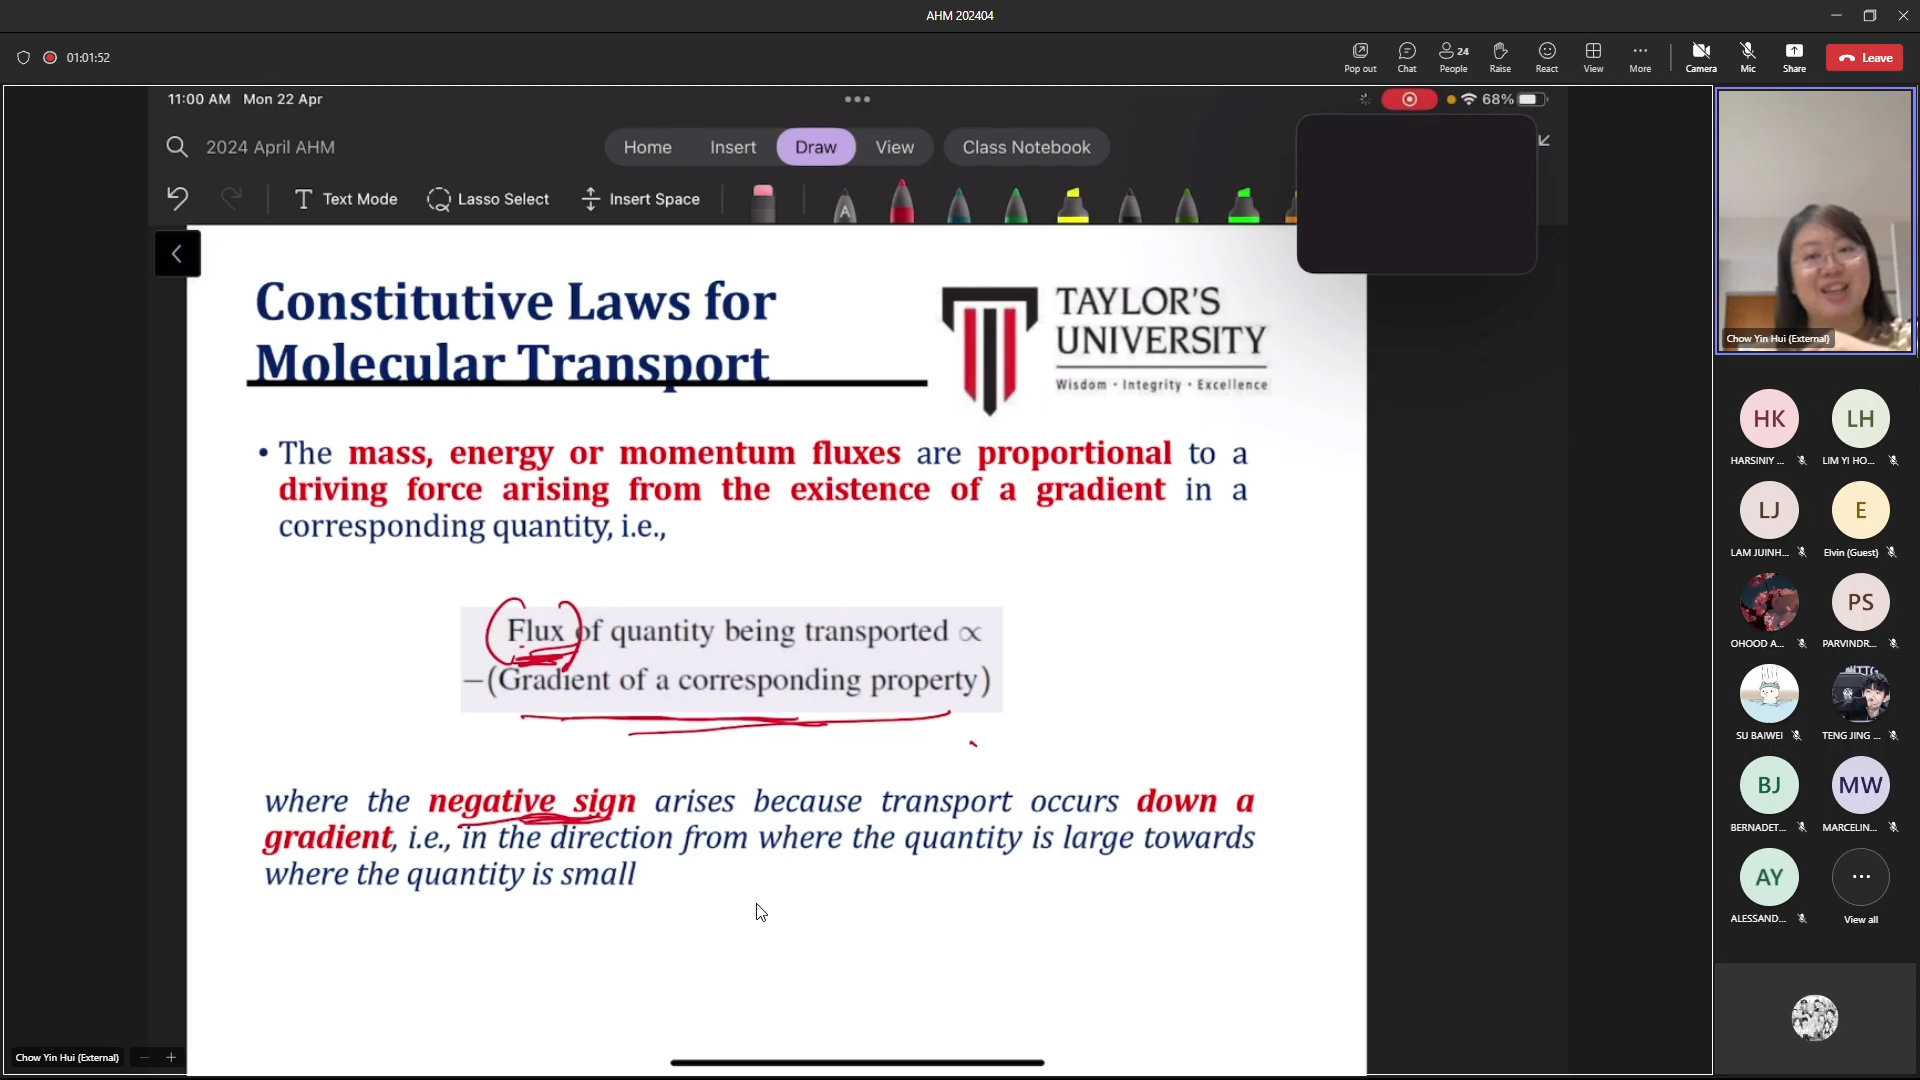 AHM 202404
01:01:52
Pop out
Chat
24
People
Raise
React
View
More
Camera
Mic
Share
Leave
11:00 AM Mon 22 Apr
68%
2024 April AHM
Home
Insert
Draw
View
Class Notebook
Text Mode
Lasso Select
Insert Space
A
Constitutive Laws for
Molecular Transport
TAYLOR'S
UNIVERSITY
Wisdom · Integrity · Excellence
• The mass, energy or momentum fluxes are proportional to a
driving force arising from the existence of a gradient in a
corresponding quantity, i.e.,
Flux of quantity being transported ∝
−(Gradient of a corresponding property)
where the negative sign arises because transport occurs down a
gradient, i.e., in the direction from where the quantity is large towards
where the quantity is small
Chow Yin Hui (External)
Chow Yin Hui (External)
HK
LH
HARSINIY ...
LIM YI HO...
LJ
E
LAM JUINH...
Elvin (Guest)
PS
OHOOD A...
PARVINDR...
SU BAIWEI
TENG JING ...
BJ
MW
BERNADET...
MARCELIN...
AY
ALESSAND...
View all